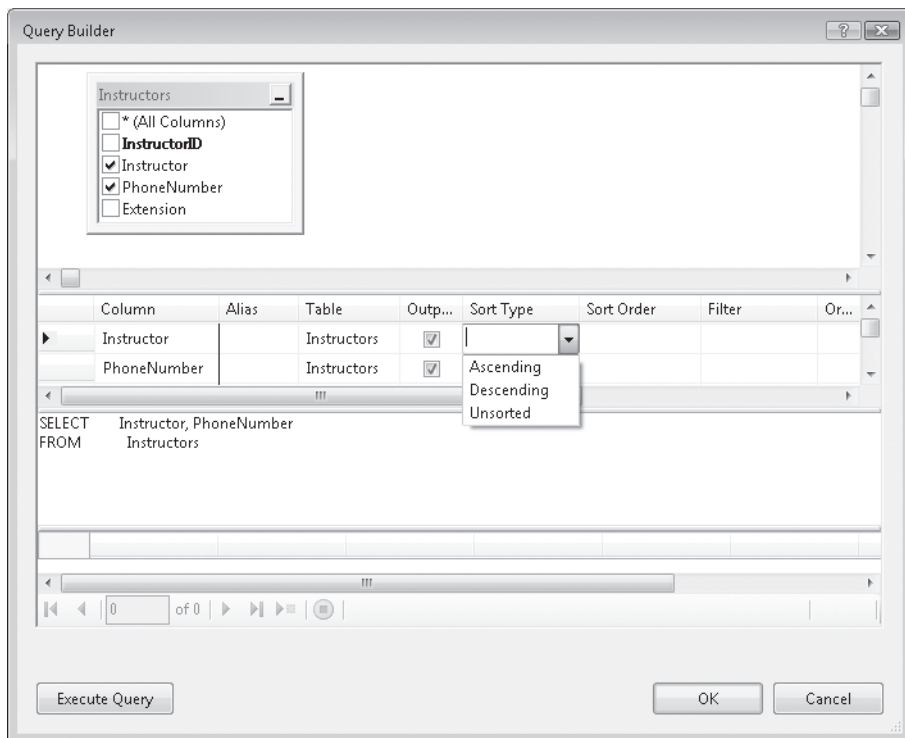 Query Builder
Instructors
* (All Columns)
InstructorID
Instructor
PhoneNumber
Extension
Column Alias Table Outp... Sort Type Sort Order Filter Or...
Instructor Instructors
PhoneNumber Instructors
Ascending
Descending
Unsorted
SELECT Instructor, PhoneNumber
FROM Instructors
0 of 0
Execute Query OK Cancel